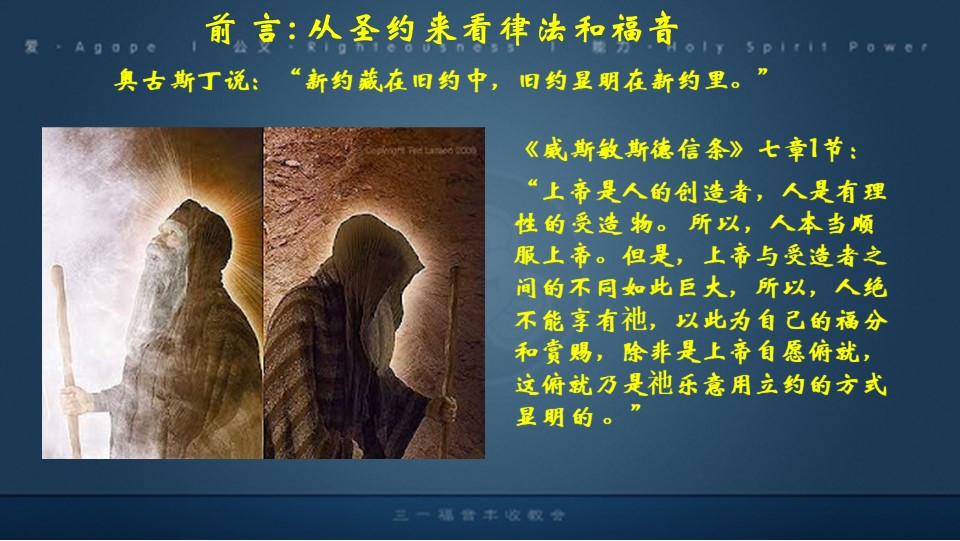 前 言：从圣约来看律法和福音
爱·Agape | 公义·Righteousness | 能力·Holy Spirit Power
奥古斯丁说：“新约藏在旧约中，旧约显明在新约里。”
Copyright Ted Larson 2008
《威斯敏斯德信条》七章1节：
“上帝是人的创造者，人是有理
性的受造物。所以，人本当顺
服上帝。但是，上帝与受造者之
间的不同如此巨大，所以，人绝
不能享有祂，以此为自己的福分
和赏赐，除非是上帝自愿俯就，
这俯就乃是祂乐意用立约的方式
显明的。”
三一福音丰收教会